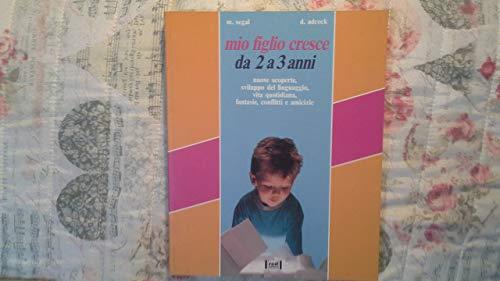 m. segal d. adcock
mio figlio cresce
da 2 a 3 anni
nuove scoperte,
sviluppo del linguaggio,
vita quotidiana,
fantasie, conflitti e amicizie
red